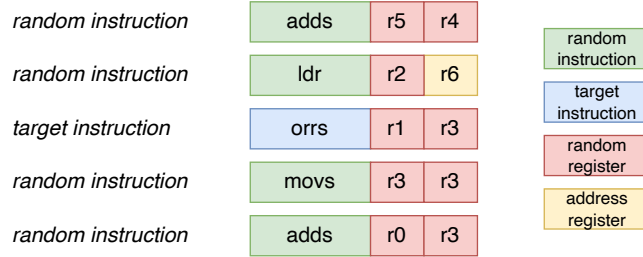 random instruction adds r5 r4
random instruction ldr r2 r6
target instruction orrs r1 r3
random instruction movs r3 r3
random instruction adds r0 r3
random
instruction
target
instruction
random
register
address
register